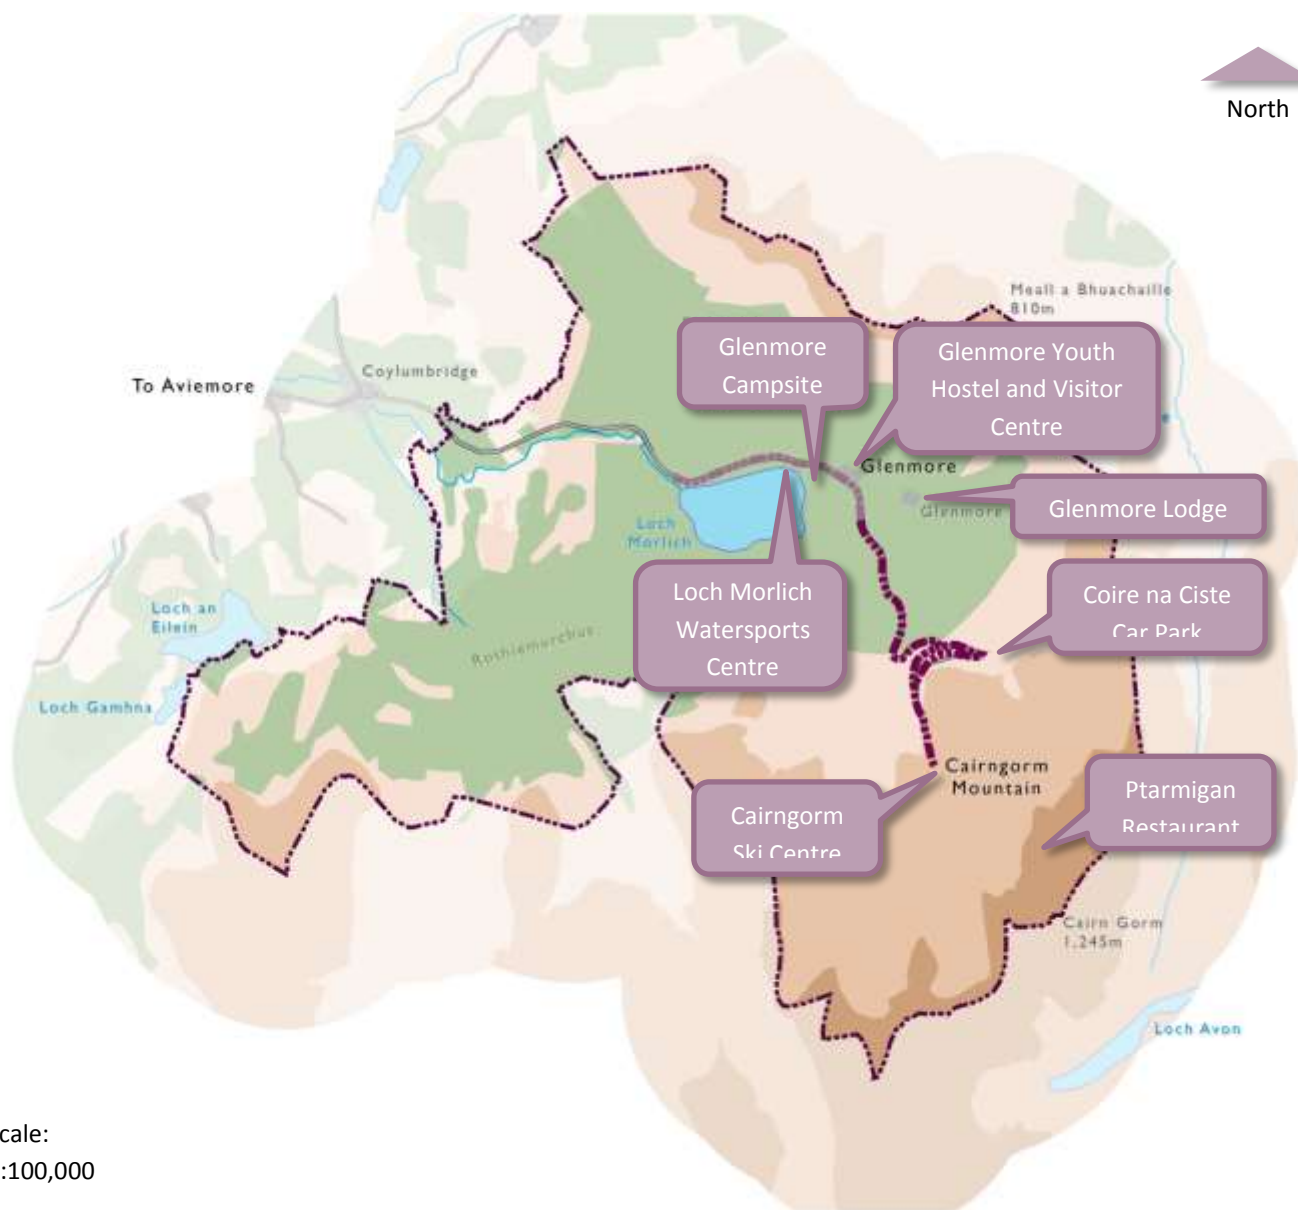 North
Meall a Bhuachaille
810m
Glenmore
Campsite
Glenmore Youth
Hostel and Visitor
Centre
To Aviemore
Coylumbridge
Glenmore
Glenmore Lodge
Glenmore
Loch
Morlich
Loch Morlich
Watersports
Centre
Coire na Ciste
Car Park
Loch an
Eilein
Rothiemurchus
Loch Gamhna
Cairngorm
Mountain
Ptarmigan
Restaurant
Cairngorm
Ski Centre
Cairn Gorm
1,245m
Loch Avon
cale:
:100,000